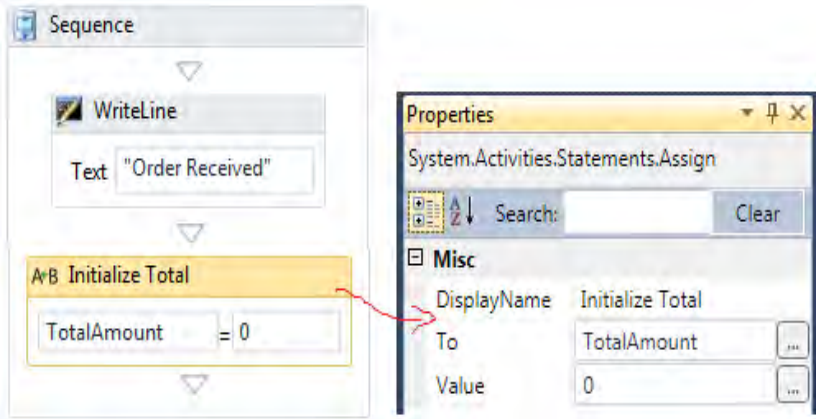 Sequence
WriteLine
Text "Order Received"
A+B Initialize Total
TotalAmount = 0
Properties
System.Activities.Statements.Assign
A Z Search: Clear
Misc
DisplayName Initialize Total
To TotalAmount ...
Value 0 ...